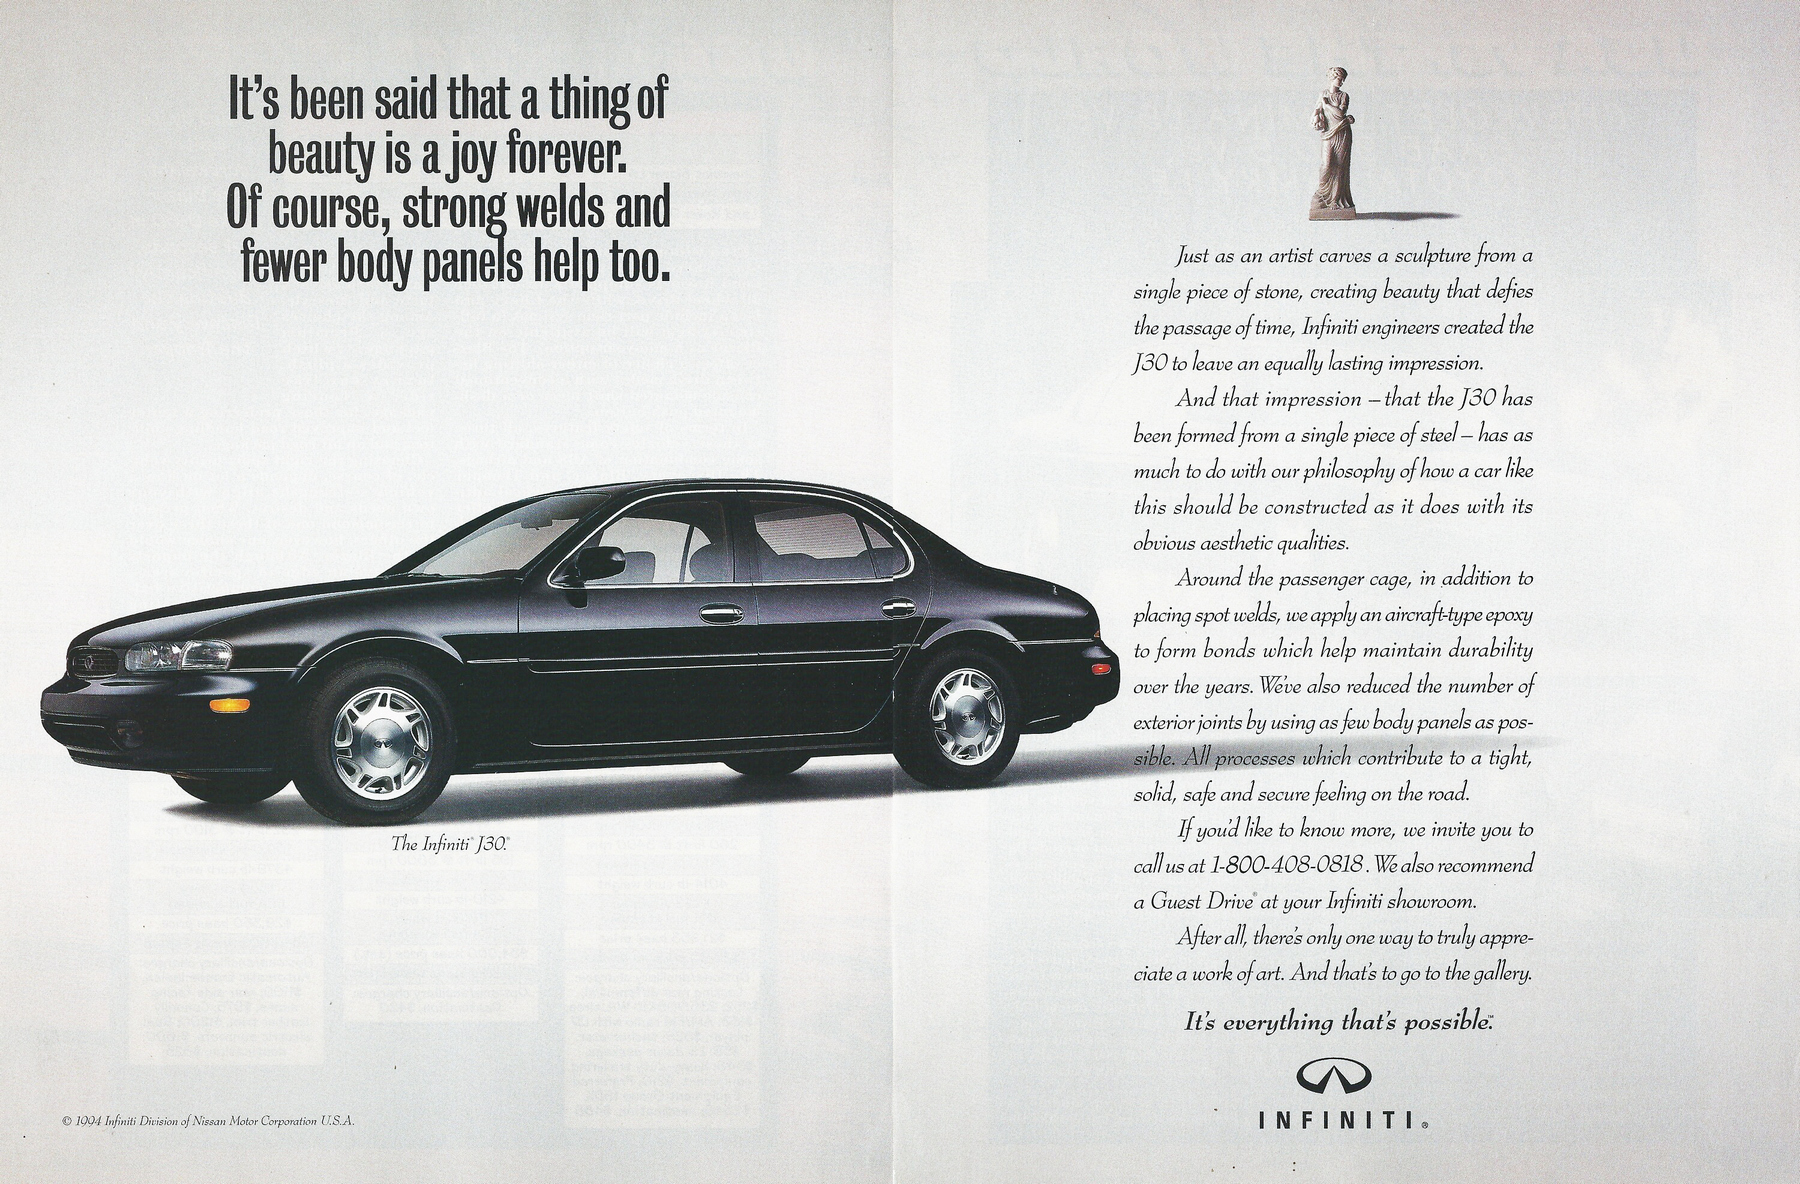 It's been said that a thing of
beauty is a joy forever.
Of course, strong welds and
fewer body panels help too.
The Infiniti® J30.®
© 1994 Infiniti Division of Nissan Motor Corporation U.S.A.
Just as an artist carves a sculpture from a
single piece of stone, creating beauty that defies
the passage of time, Infiniti engineers created the
J30 to leave an equally lasting impression.
And that impression – that the J30 has
been formed from a single piece of steel – has as
much to do with our philosophy of how a car like
this should be constructed as it does with its
obvious aesthetic qualities.
Around the passenger cage, in addition to
placing spot welds, we apply an aircraft-type epoxy
to form bonds which help maintain durability
over the years. We've also reduced the number of
exterior joints by using as few body panels as pos-
sible. All processes which contribute to a tight,
solid, safe and secure feeling on the road.
If you'd like to know more, we invite you to
call us at 1-800-408-0818. We also recommend
a Guest Drive® at your Infiniti showroom.
After all, there's only one way to truly appre-
ciate a work of art. And that's to go to the gallery.
It's everything that's possible.™
INFINITI®